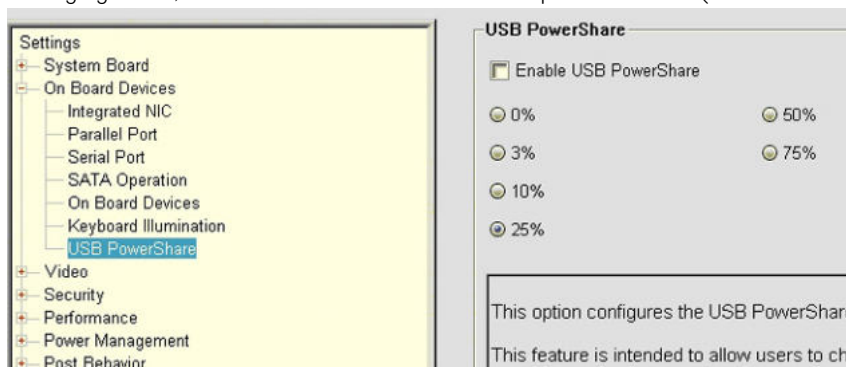 Settings
System Board
On Board Devices
Integrated NIC
Parallel Port
Serial Port
SATA Operation
On Board Devices
Keyboard Illumination
USB PowerShare
Video
Security
Performance
Power Management
Post Behavior
USB PowerShare
Enable USB PowerShare
0% 50%
3% 75%
10%
25%
This option configures the USB PowerShar
This feature is intended to allow users to ch